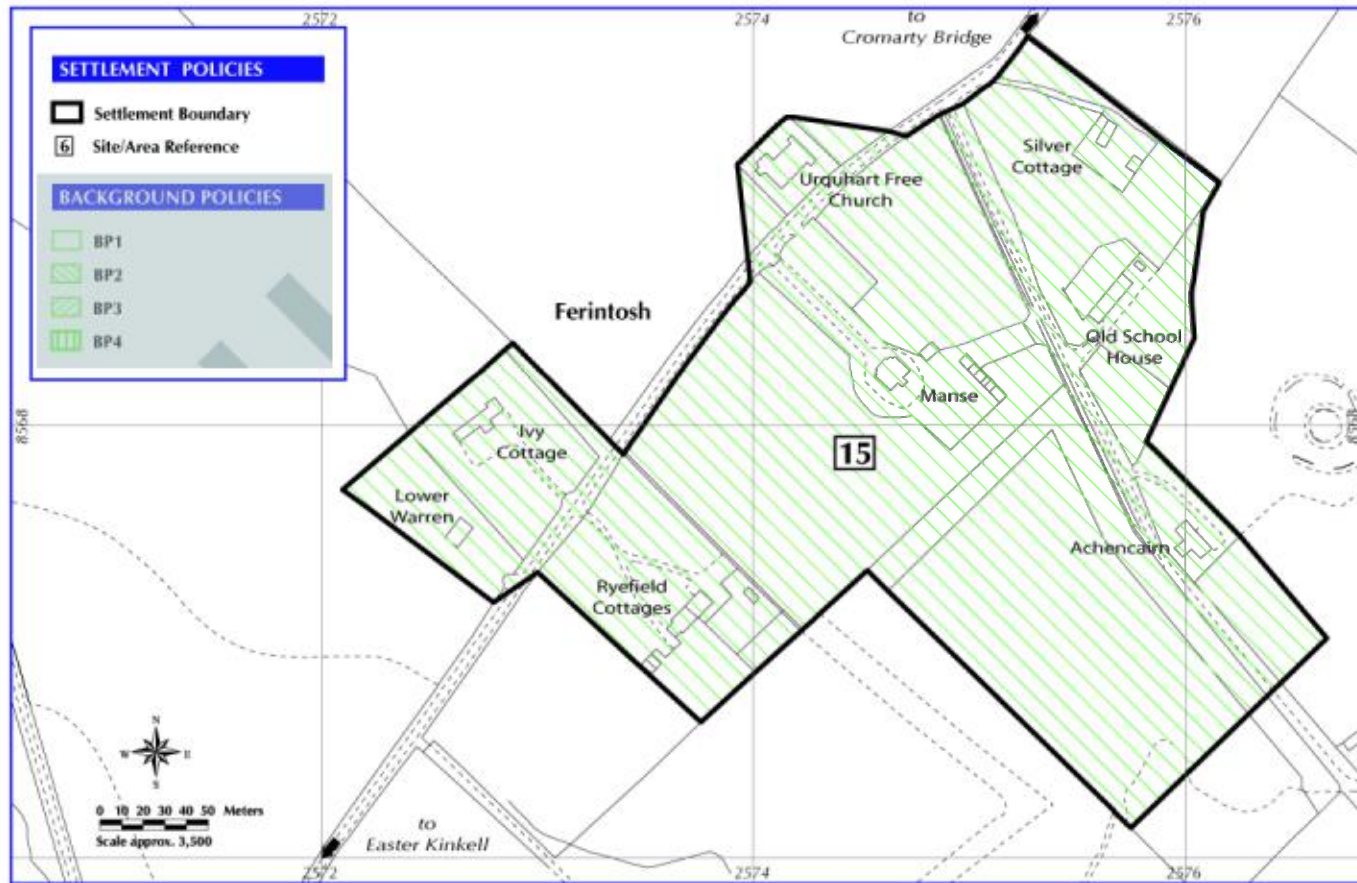 2572
2574
2576
to
Cromarty Bridge
SETTLEMENT POLICIES
Settlement Boundary
6 Site/Area Reference
BACKGROUND POLICIES
BP1
BP2
BP3
BP4
Silver
Cottage
Urquhart Free
Church
Ferintosh
Old School
House
Manse
8568
Ivy
Cottage
15
Lower
Warren
Achencairn
Ryefield
Cottages
N
W E
S
0 10 20 30 40 50 Meters
Scale approx. 3,500
to
Easter Kinkell
2572
2574
2576